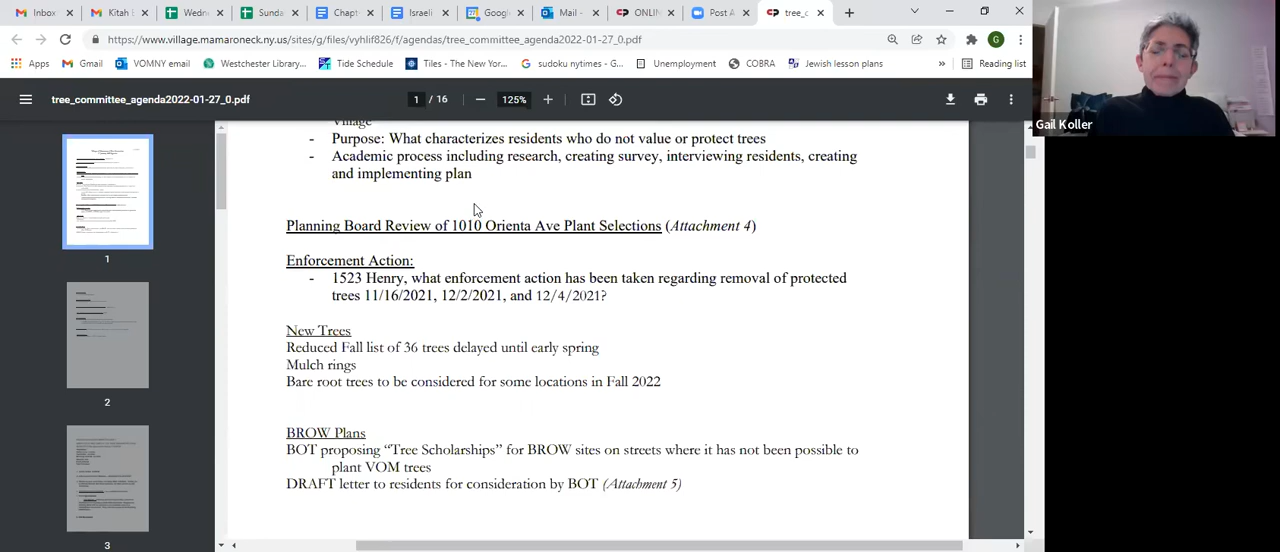 Inbox
Kitah E
Wedne
Sunda
Chapt
Israeli
Googl
Mail -
ONLIN
Post A
tree_c
https://www.village.mamaroneck.ny.us/sites/g/files/vyhlif826/f/agendas/tree_committee_agenda2022-01-27_0.pdf
G
Apps
Gmail
VOMNY email
Westchester Library...
Tide Schedule
Tiles - The New York...
sudoku nytimes - G...
Unemployment
COBRA
Jewish lesson plans
»
Reading list
tree_committee_agenda2022-01-27_0.pdf
1 / 16
125%
Gail Koller
Village
- Purpose: What characterizes residents who do not value or protect trees
- Academic process including research, creating survey, interviewing residents, creating
and implementing plan
Planning Board Review of 1010 Orienta Ave Plant Selections (Attachment 4)
Enforcement Action:
- 1523 Henry, what enforcement action has been taken regarding removal of protected
trees 11/16/2021, 12/2/2021, and 12/4/2021?
New Trees
Reduced Fall list of 36 trees delayed until early spring
Mulch rings
Bare root trees to be considered for some locations in Fall 2022
BROW Plans
BOT proposing “Tree Scholarships” for BROW sites on streets where it has not been possible to
plant VOM trees
DRAFT letter to residents for consideration by BOT (Attachment 5)
1
2
3